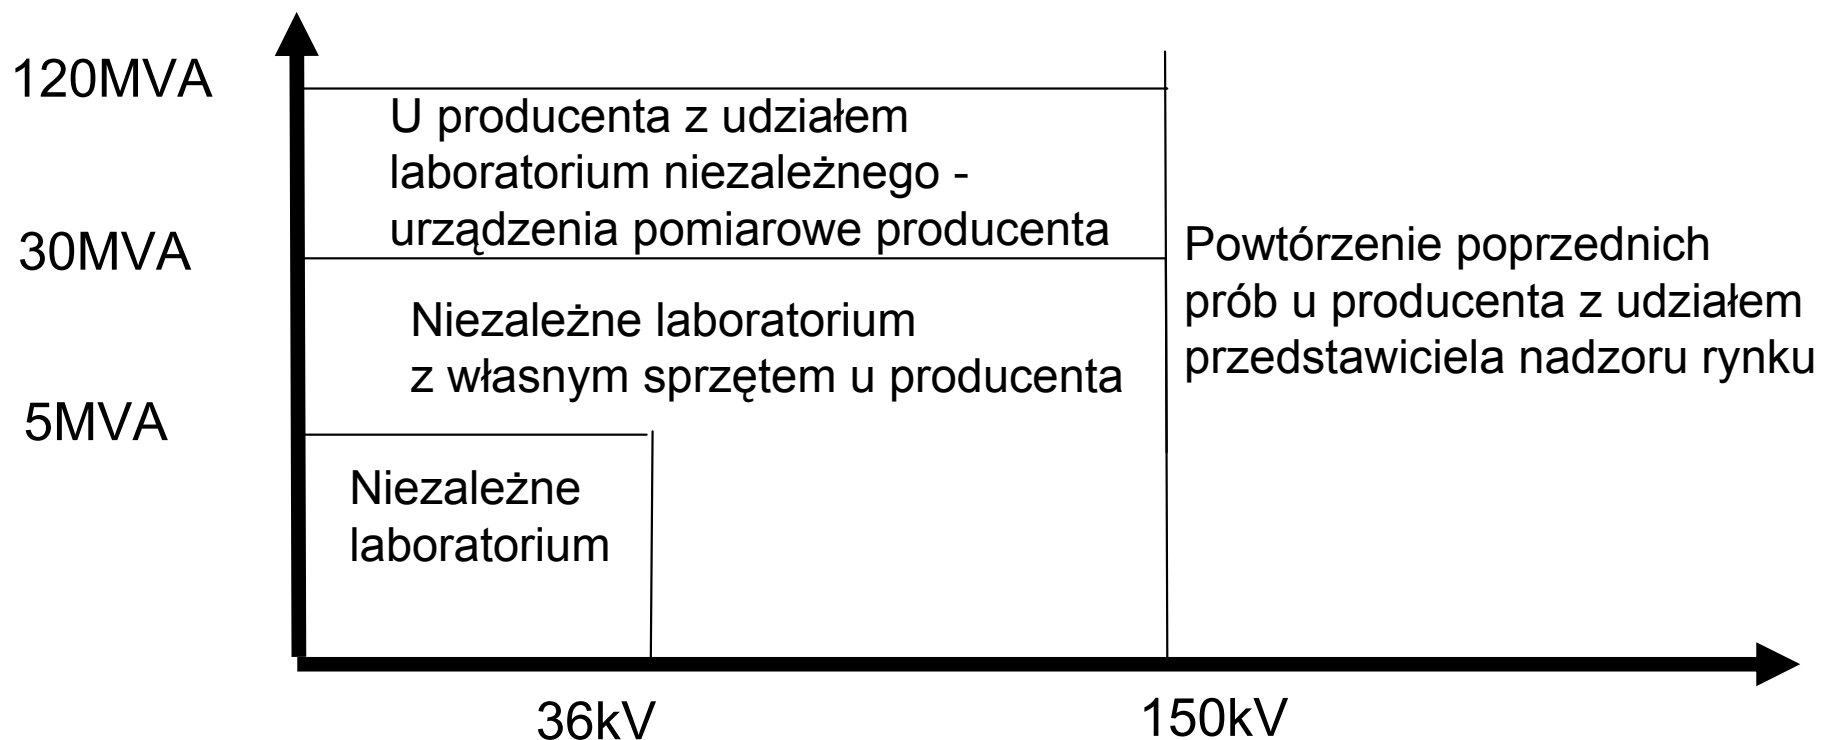 120MVA
U producenta z udziałem
laboratorium niezależnego -
urządzenia pomiarowe producenta
30MVA
Powtórzenie poprzednich
prób u producenta z udziałem
przedstawiciela nadzoru rynku
Niezależne laboratorium
z własnym sprzętem u producenta
5MVA
Niezależne
laboratorium
36kV
150kV